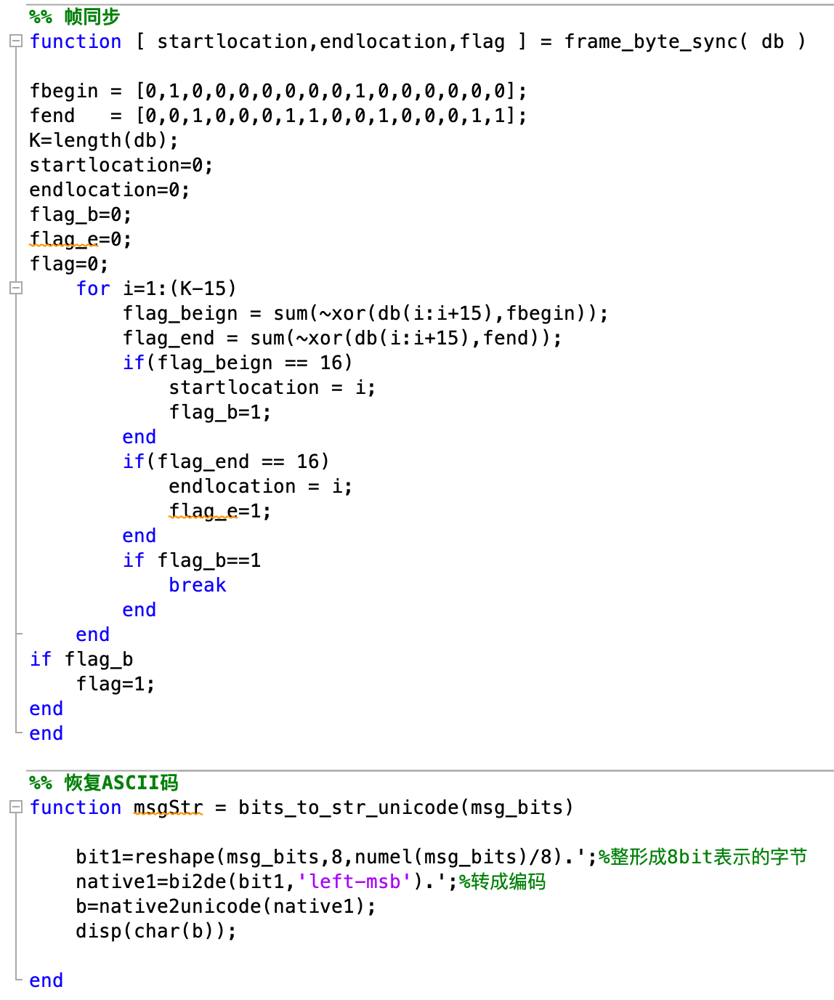 %% 帧同步
function [ startlocation,endlocation,flag ] = frame_byte_sync( db )
fbegin = [0,1,0,0,0,0,0,0,0,1,0,0,0,0,0,0];
fend   = [0,0,1,0,0,0,1,1,0,0,1,0,0,0,1,1];
K=length(db);
startlocation=0;
endlocation=0;
flag_b=0;
flag_e=0;
flag=0;
    for i=1:(K-15)
        flag_beign = sum(~xor(db(i:i+15),fbegin));
        flag_end = sum(~xor(db(i:i+15),fend));
        if(flag_beign == 16)
            startlocation = i;
            flag_b=1;
        end
        if(flag_end == 16)
            endlocation = i;
            flag_e=1;
        end
        if flag_b==1
            break
        end
    end
if flag_b
    flag=1;
end
end
%% 恢复ASCII码
function msgStr = bits_to_str_unicode(msg_bits)
    bit1=reshape(msg_bits,8,numel(msg_bits)/8).';%整形成8bit表示的字节
    native1=bi2de(bit1,'left-msb').';%转成编码
    b=native2unicode(native1);
    disp(char(b));
end